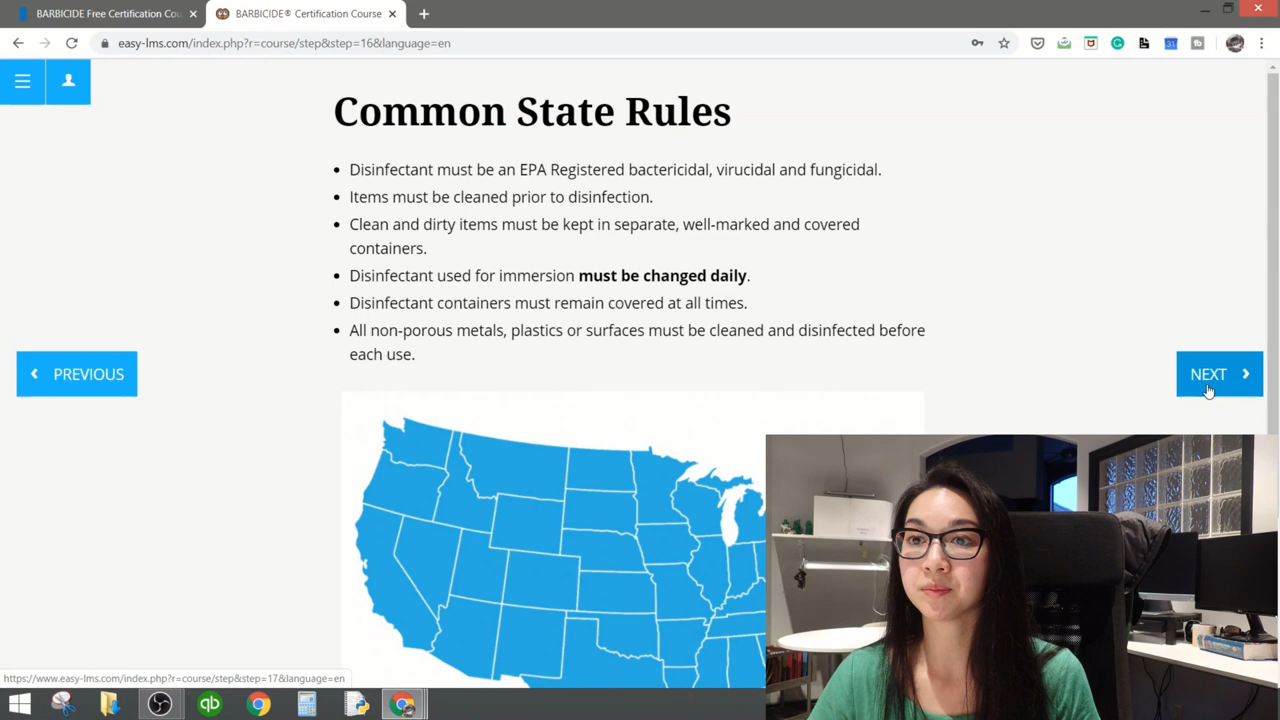 BARBICIDE Free Certification Cou
BARBICIDE® Certification Course
easy-lms.com/index.php?r=course/step&step=16&language=en
Common State Rules
• Disinfectant must be an EPA Registered bactericidal, virucidal and fungicidal.
• Items must be cleaned prior to disinfection.
• Clean and dirty items must be kept in separate, well-marked and covered
containers.
• Disinfectant used for immersion must be changed daily.
• Disinfectant containers must remain covered at all times.
• All non-porous metals, plastics or surfaces must be cleaned and disinfected before
each use.
PREVIOUS
NEXT
https://www.easy-lms.com/index.php?r=course/step&step=17&language=en
31
qb